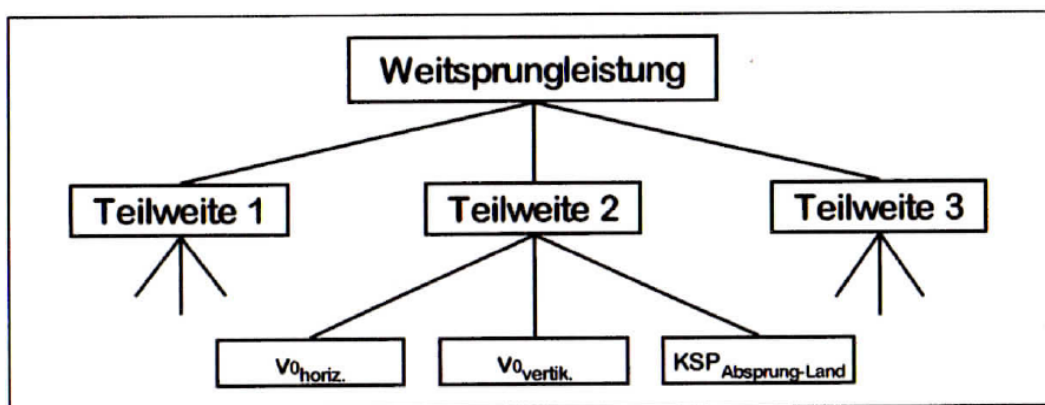 Weitsprungleistung
Teilweite 1 Teilweite 2 Teilweite 3
V0horiz. V0vertik. KSPAbsprung-Land